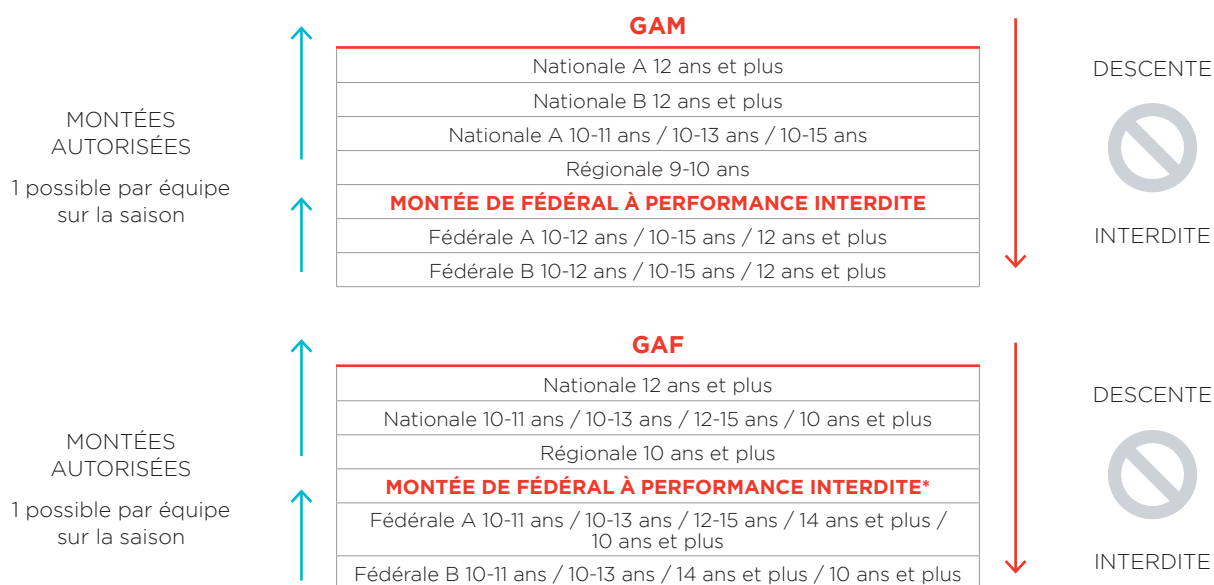 GAM
Nationale A 12 ans et plus
Nationale B 12 ans et plus
Nationale A 10-11 ans / 10-13 ans / 10-15 ans
Régionale 9-10 ans
MONTÉE DE FÉDÉRAL À PERFORMANCE INTERDITE
Fédérale A 10-12 ans / 10-15 ans / 12 ans et plus
Fédérale B 10-12 ans / 10-15 ans / 12 ans et plus
MONTÉES
AUTORISÉES
1 possible par équipe
sur la saison
DESCENTE
INTERDITE
GAF
Nationale 12 ans et plus
Nationale 10-11 ans / 10-13 ans / 12-15 ans / 10 ans et plus
Régionale 10 ans et plus
MONTÉE DE FÉDÉRAL À PERFORMANCE INTERDITE*
Fédérale A 10-11 ans / 10-13 ans / 12-15 ans / 14 ans et plus /
10 ans et plus
Fédérale B 10-11 ans / 10-13 ans / 14 ans et plus / 10 ans et plus
MONTÉES
AUTORISÉES
1 possible par équipe
sur la saison
DESCENTE
INTERDITE